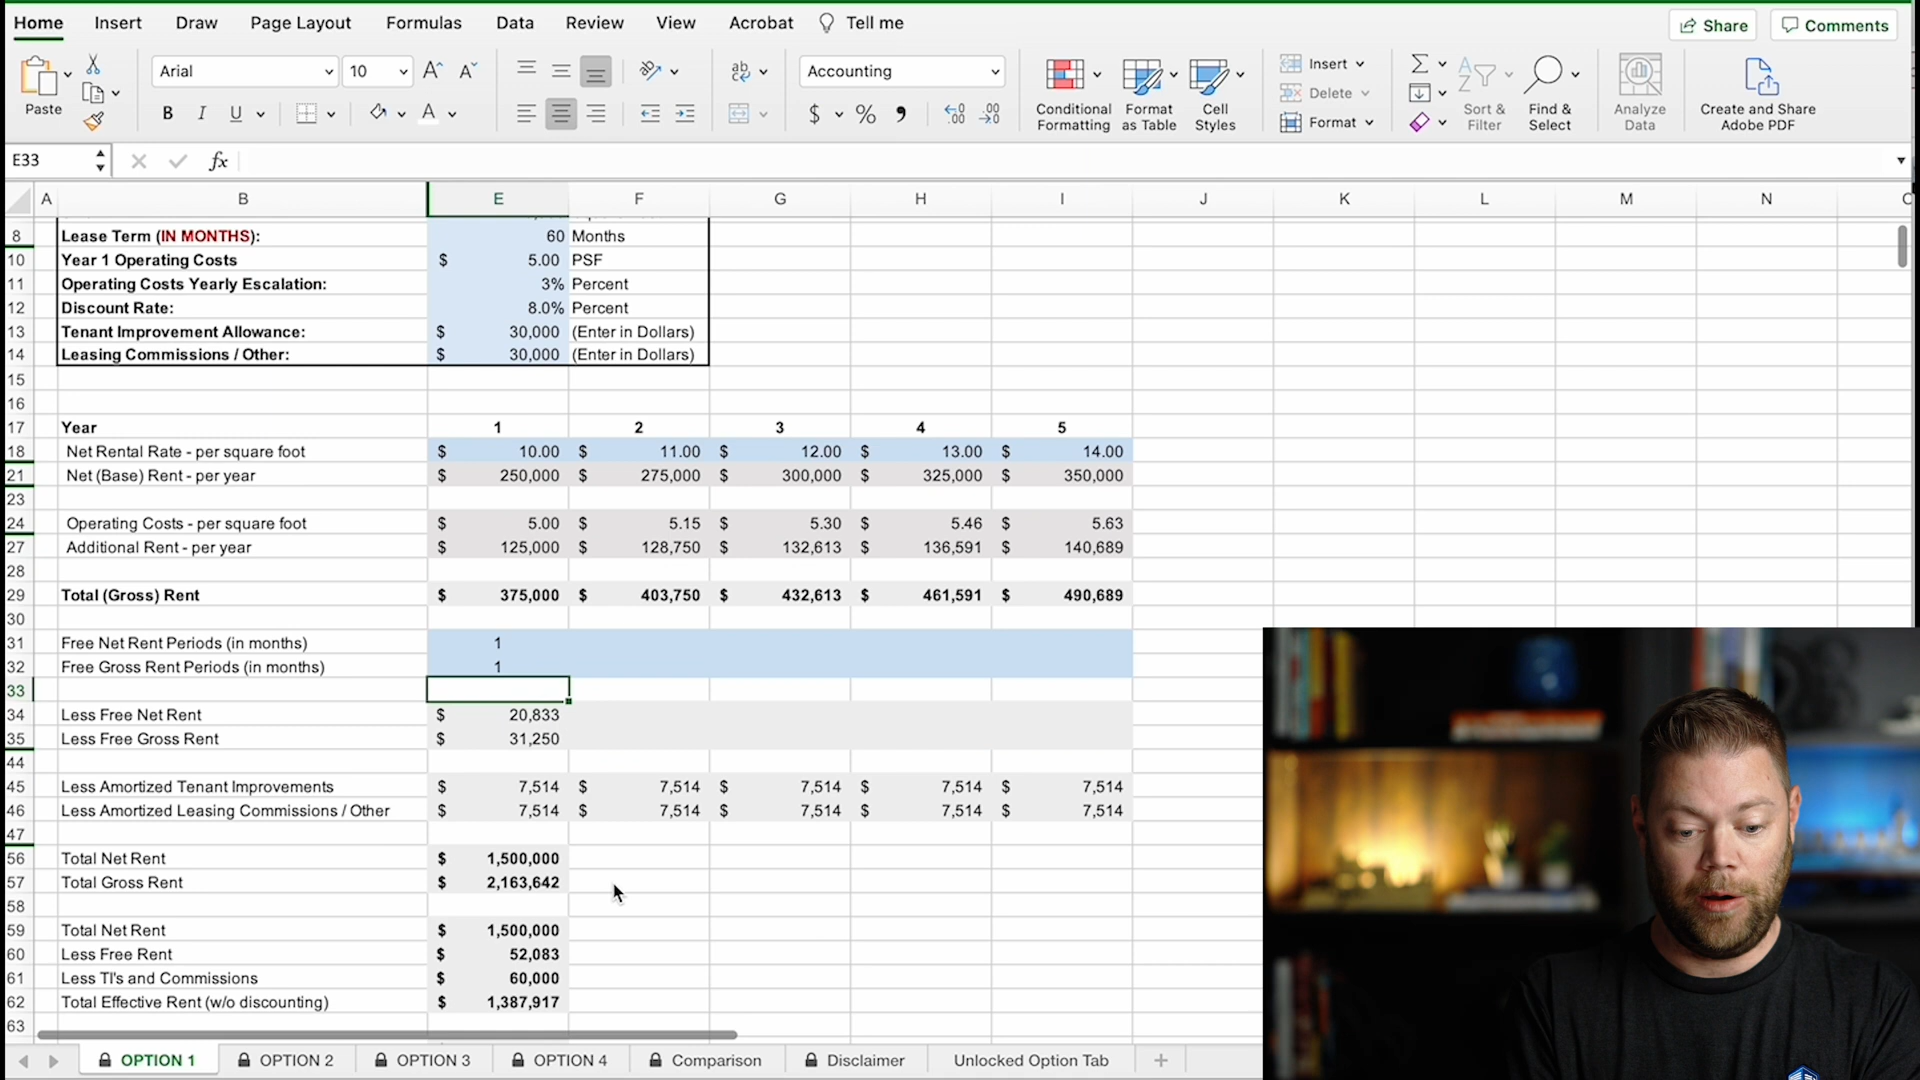 Home Insert Draw Page Layout Formulas Data Review View Acrobat Tell me Share Comments
Arial 10 A A ab Accounting Insert
Paste B I U A $ % Conditional Formatting Format as Table Cell Styles Delete Format Sort & Filter Find & Select Analyze Data Create and Share Adobe PDF
E33 fx
A B E F G H I J K L M N
8 Lease Term (IN MONTHS): 60 Months
10 Year 1 Operating Costs $ 5.00 PSF
11 Operating Costs Yearly Escalation: 3% Percent
12 Discount Rate: 8.0% Percent
13 Tenant Improvement Allowance: $ 30,000 (Enter in Dollars)
14 Leasing Commissions / Other: $ 30,000 (Enter in Dollars)
15
16
17 Year 1 2 3 4 5
18 Net Rental Rate - per square foot $ 10.00 $ 11.00 $ 12.00 $ 13.00 $ 14.00
21 Net (Base) Rent - per year $ 250,000 $ 275,000 $ 300,000 $ 325,000 $ 350,000
23
24 Operating Costs - per square foot $ 5.00 $ 5.15 $ 5.30 $ 5.46 $ 5.63
27 Additional Rent - per year $ 125,000 $ 128,750 $ 132,613 $ 136,591 $ 140,689
28
29 Total (Gross) Rent $ 375,000 $ 403,750 $ 432,613 $ 461,591 $ 490,689
30
31 Free Net Rent Periods (in months) 1
32 Free Gross Rent Periods (in months) 1
33
34 Less Free Net Rent $ 20,833
35 Less Free Gross Rent $ 31,250
44
45 Less Amortized Tenant Improvements $ 7,514 $ 7,514 $ 7,514 $ 7,514 $ 7,514
46 Less Amortized Leasing Commissions / Other $ 7,514 $ 7,514 $ 7,514 $ 7,514 $ 7,514
47
56 Total Net Rent $ 1,500,000
57 Total Gross Rent $ 2,163,642
58
59 Total Net Rent $ 1,500,000
60 Less Free Rent $ 52,083
61 Less TI's and Commissions $ 60,000
62 Total Effective Rent (w/o discounting) $ 1,387,917
63
OPTION 1 OPTION 2 OPTION 3 OPTION 4 Comparison Disclaimer Unlocked Option Tab